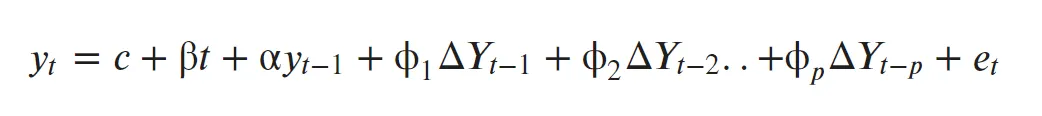 yₜ = c + βt + αyₜ₋₁ + ϕ₁ΔYₜ₋₁ + ϕ₂ΔYₜ₋₂. . +ϕₚΔYₜ₋ₚ + eₜ